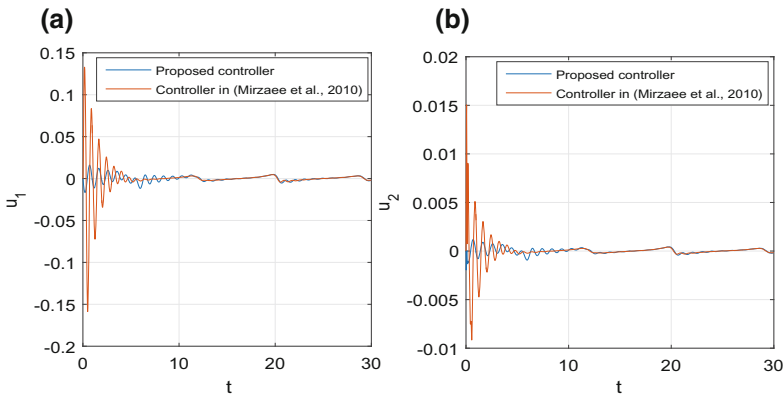 (a)
0.15
0.1
0.05
0
-0.05
-0.1
-0.15
-0.2
u1
Proposed controller
Controller in (Mirzaee et al., 2010)
0
10
20
30
t
(b)
0.02
0.015
0.01
0.005
0
-0.005
-0.01
u2
Proposed controller
Controller in (Mirzaee et al., 2010)
0
10
20
30
t